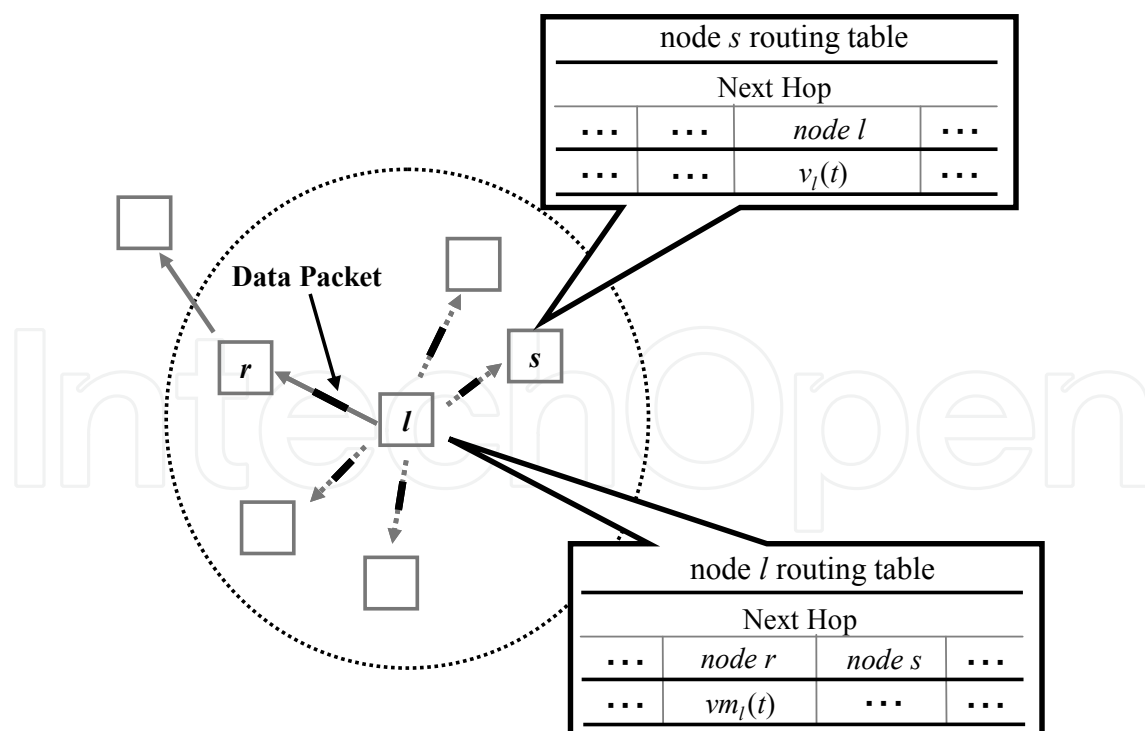 node s routing table
Next Hop
... ... node l ...
... ... v_l(t) ...
Data Packet
r
s
l
IntechOpen
node l routing table
Next Hop
... node r node s ...
... vm_l(t) ... ...